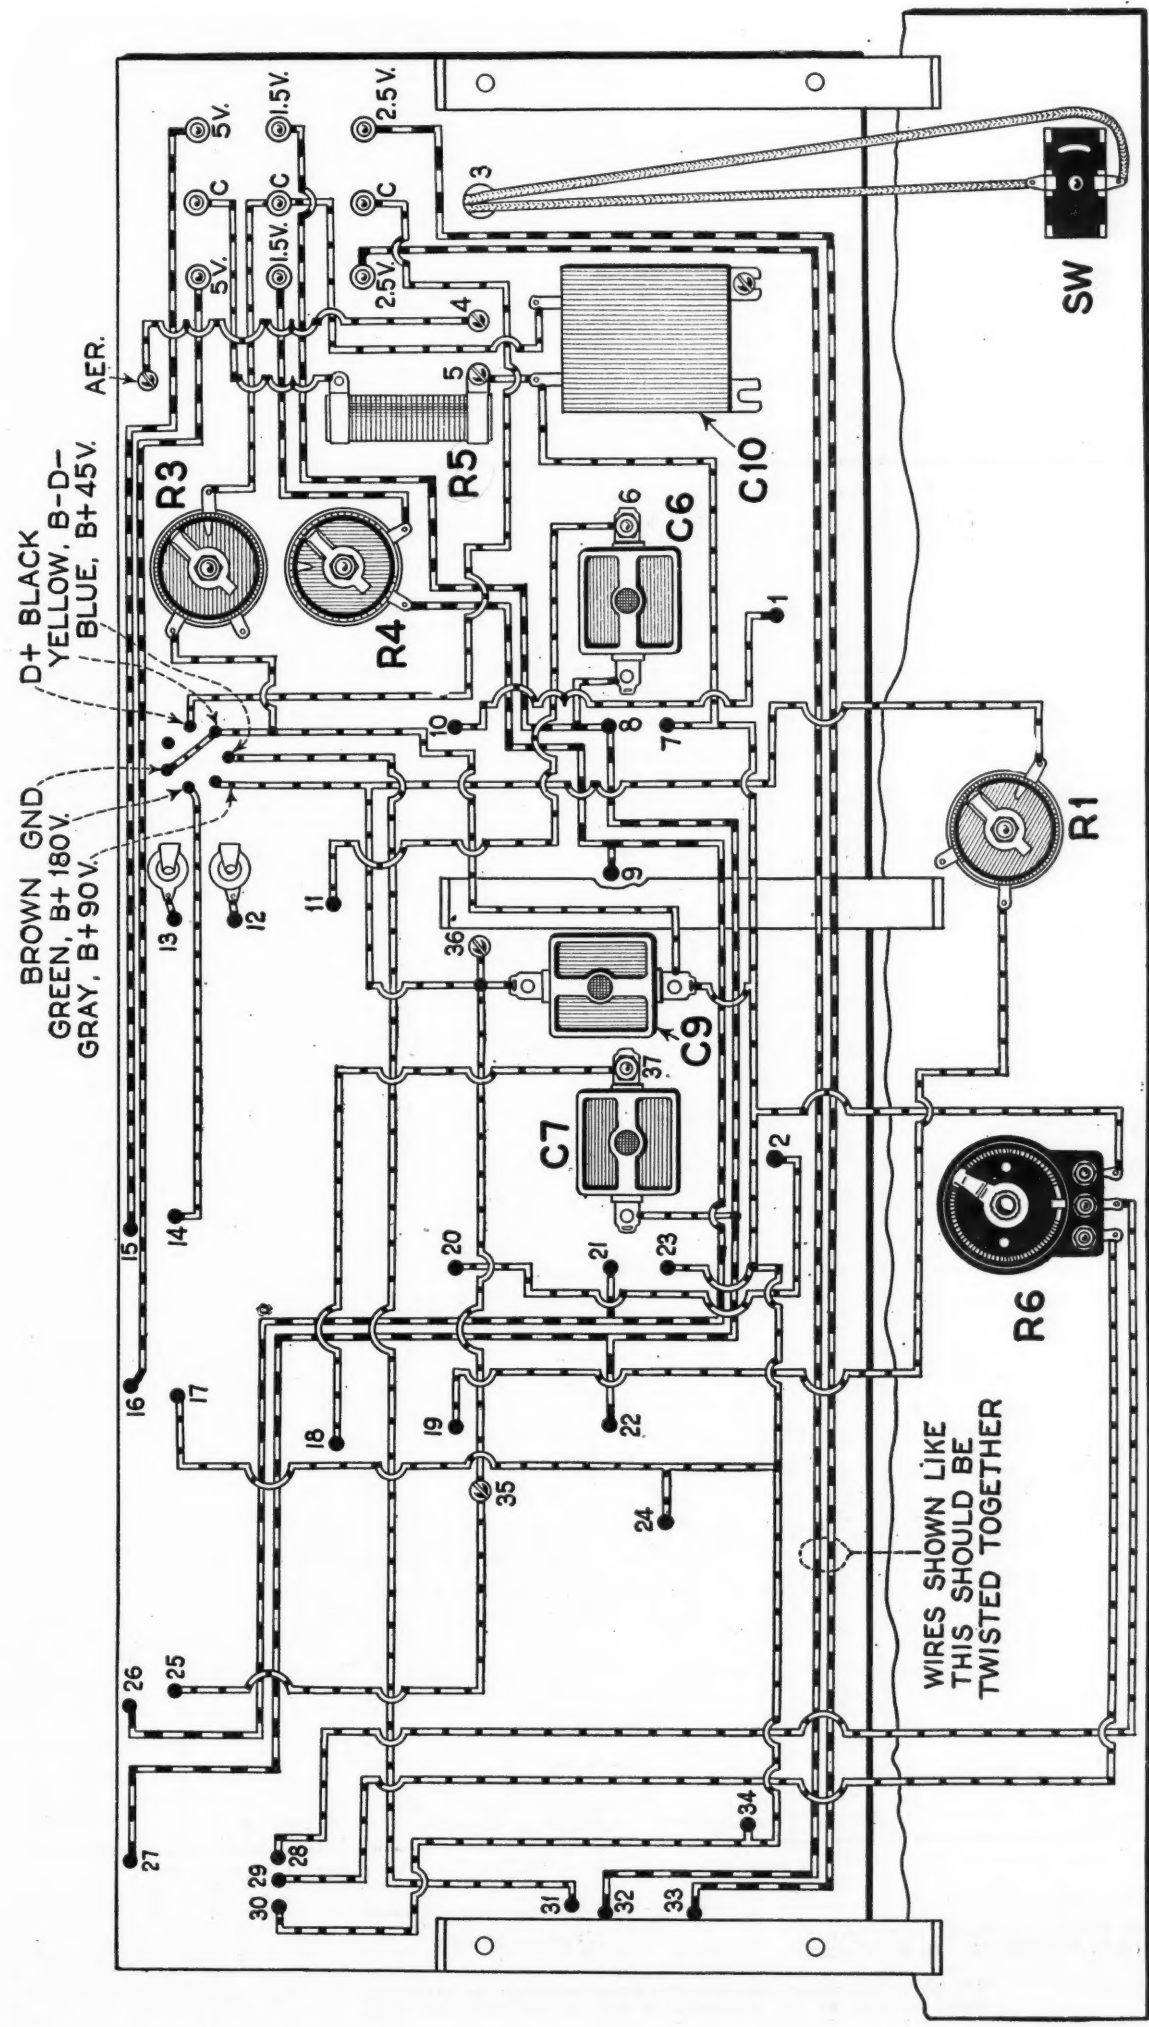 D+ BLACK
YELLOW, B-D-
BLUE, B+45V.
BROWN GND.
GREEN, B+180V.
GRAY, B+90V.
AER.
5V.
C
5V.
1.5V.
C
1.5V.
2.5V.
C
2.5V.
R3
R4
R5
C10
C6
C9
C7
R1
R6
SW
1
2
3
4
5
6
7
8
9
10
11
12
13
14
15
16
17
18
19
20
21
22
23
24
25
26
27
28
29
30
31
32
33
34
35
36
37
WIRES SHOWN LIKE
THIS SHOULD BE
TWISTED TOGETHER